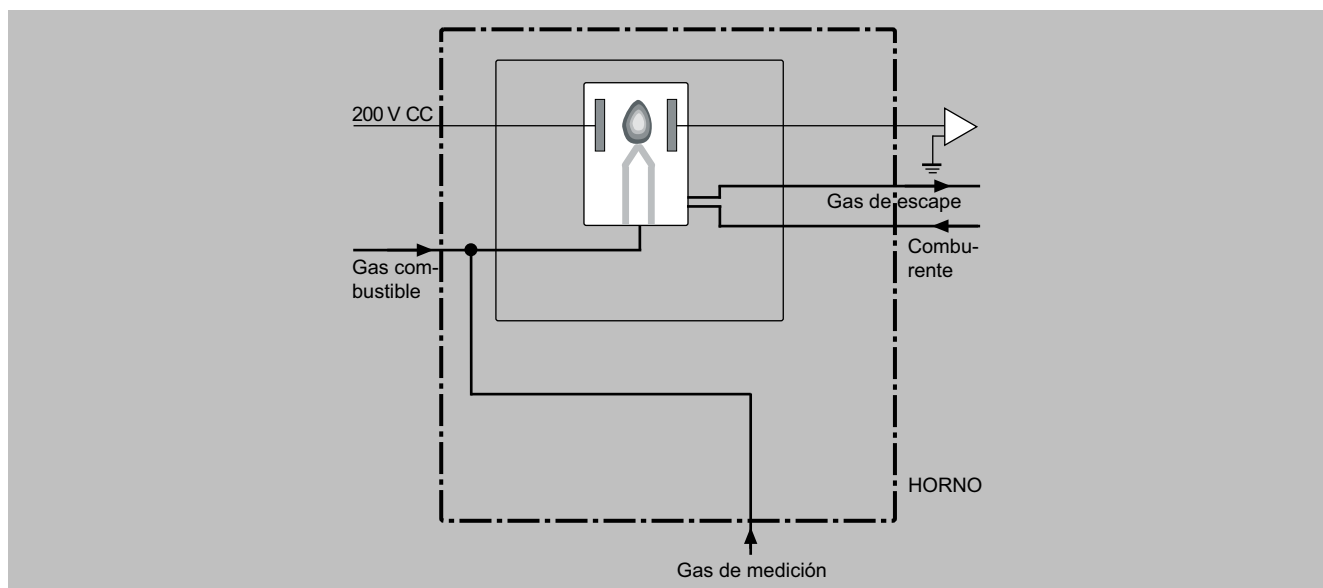 200 V CC
Gas de escape
Combu-
rente
Gas com-
bustible
HORNO
Gas de medición